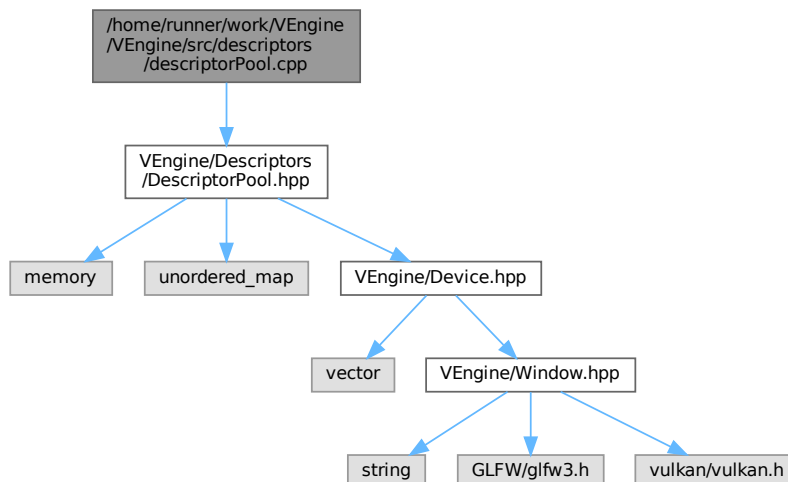 /home/runner/work/VEngine
/VEngine/src/descriptors
/descriptorPool.cpp
VEngine/Descriptors
/DescriptorPool.hpp
memory
unordered_map
VEngine/Device.hpp
vector
VEngine/Window.hpp
string
GLFW/glfw3.h
vulkan/vulkan.h